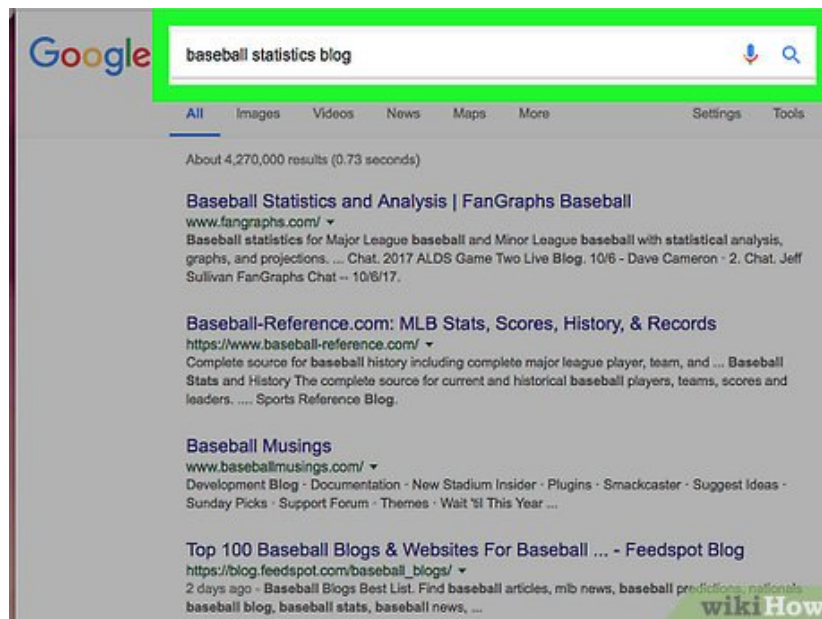 Google
baseball statistics blog
All Images Videos News Maps More Settings Tools
About 4,270,000 results (0.73 seconds)
Baseball Statistics and Analysis | FanGraphs Baseball
www.fangraphs.com/
Baseball statistics for Major League baseball and Minor League baseball with statistical analysis,
graphs, and projections. ... Chat. 2017 ALDS Game Two Live Blog. 10/6 - Dave Cameron · 2. Chat. Jeff
Sullivan FanGraphs Chat -- 10/6/17.
Baseball-Reference.com: MLB Stats, Scores, History, & Records
https://www.baseball-reference.com/
Complete source for baseball history including complete major league player, team, and ... Baseball
Stats and History The complete source for current and historical baseball players, teams, scores and
leaders. .... Sports Reference Blog.
Baseball Musings
www.baseballmusings.com/
Development Blog · Documentation · New Stadium Insider · Plugins · Smackcaster · Suggest Ideas ·
Sunday Picks · Support Forum · Themes · Wait 'til This Year ...
Top 100 Baseball Blogs & Websites For Baseball ... - Feedspot Blog
https://blog.feedspot.com/baseball_blogs/
2 days ago - Baseball Blogs Best List. Find baseball articles, mlb news, baseball predictions, nationals
baseball blog, baseball stats, baseball news, ...
wikiHow